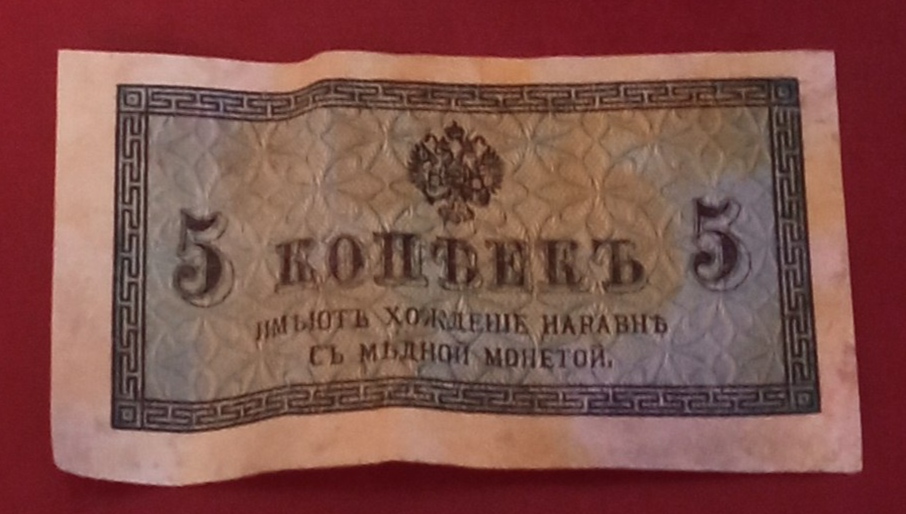 5 КОПѢЕКЪ 5
ИМѢЮТЪ ХОЖДЕНІЕ НАРАВНѢ
СЪ МѢДНОЙ МОНЕТОЙ.